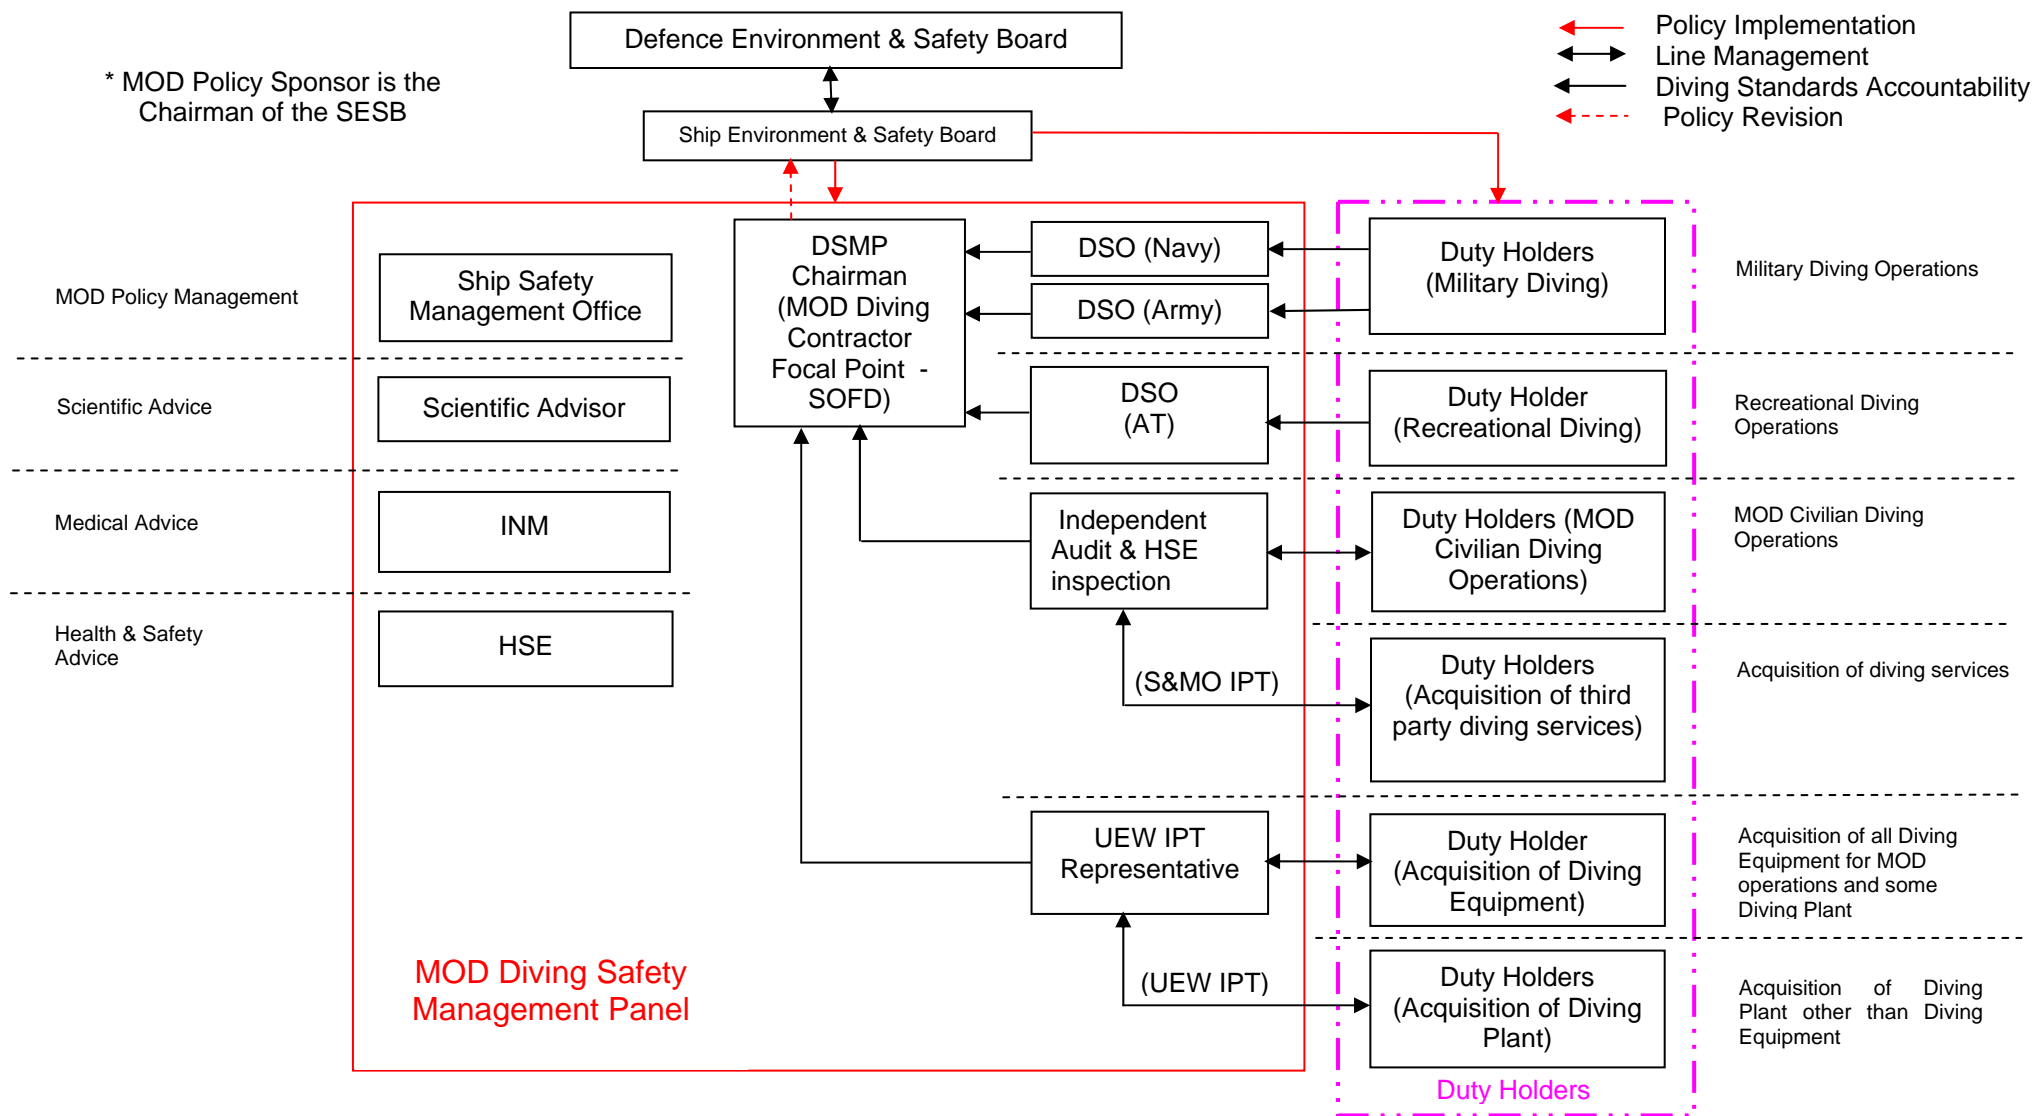 Defence Environment & Safety Board
* MOD Policy Sponsor is the
Chairman of the SESB
Policy Implementation
Line Management
Diving Standards Accountability
Policy Revision
Ship Environment & Safety Board
MOD Policy Management
Ship Safety
Management Office
Scientific Advice
Scientific Advisor
Medical Advice
INM
Health & Safety
Advice
HSE
MOD Diving Safety
Management Panel
DSMP
Chairman
(MOD Diving
Contractor
Focal Point -
SOFD)
DSO (Navy)
DSO (Army)
DSO
(AT)
Independent
Audit & HSE
inspection
(S&MO IPT)
UEW IPT
Representative
(UEW IPT)
Duty Holders
(Military Diving)
Military Diving Operations
Duty Holder
(Recreational Diving)
Recreational Diving
Operations
Duty Holders (MOD
Civilian Diving
Operations)
MOD Civilian Diving
Operations
Duty Holders
(Acquisition of third
party diving services)
Acquisition of diving services
Duty Holder
(Acquisition of Diving
Equipment)
Acquisition of all Diving
Equipment for MOD
operations and some
Diving Plant
Duty Holders
(Acquisition of Diving
Plant)
Acquisition of Diving
Plant other than Diving
Equipment
Duty Holders